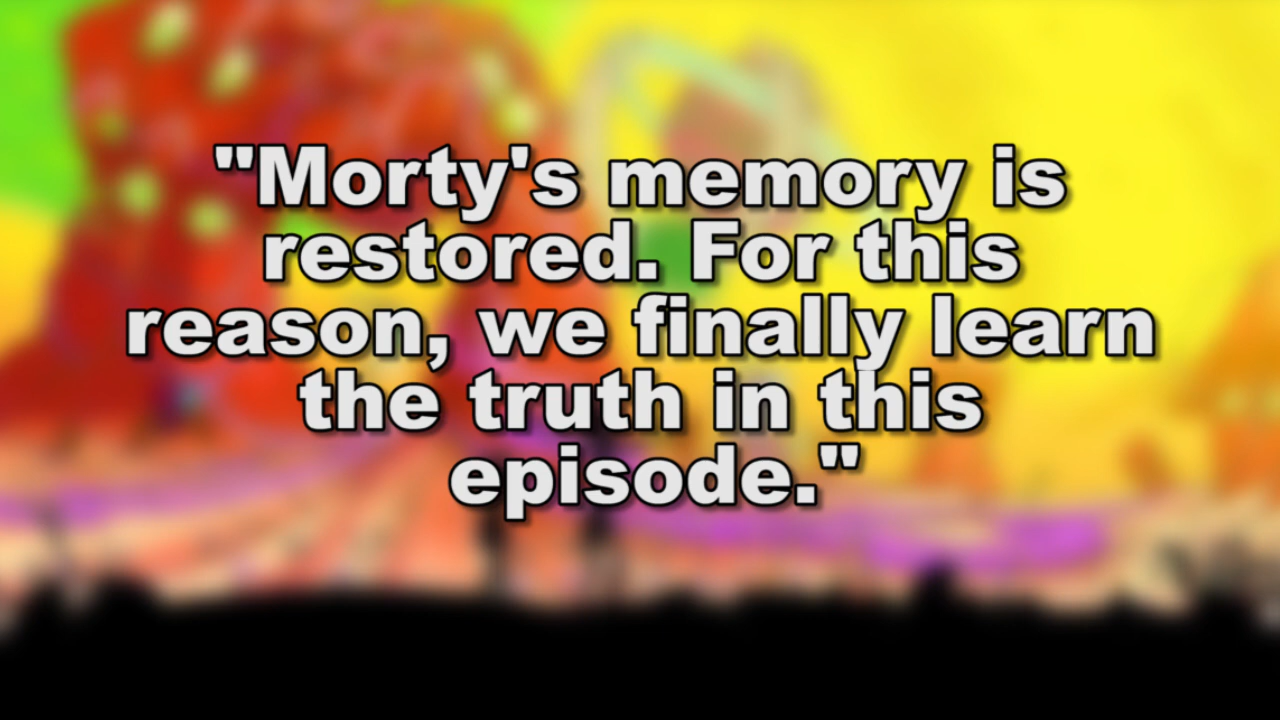 "Morty's memory is
restored. For this
reason, we finally learn
the truth in this
episode."